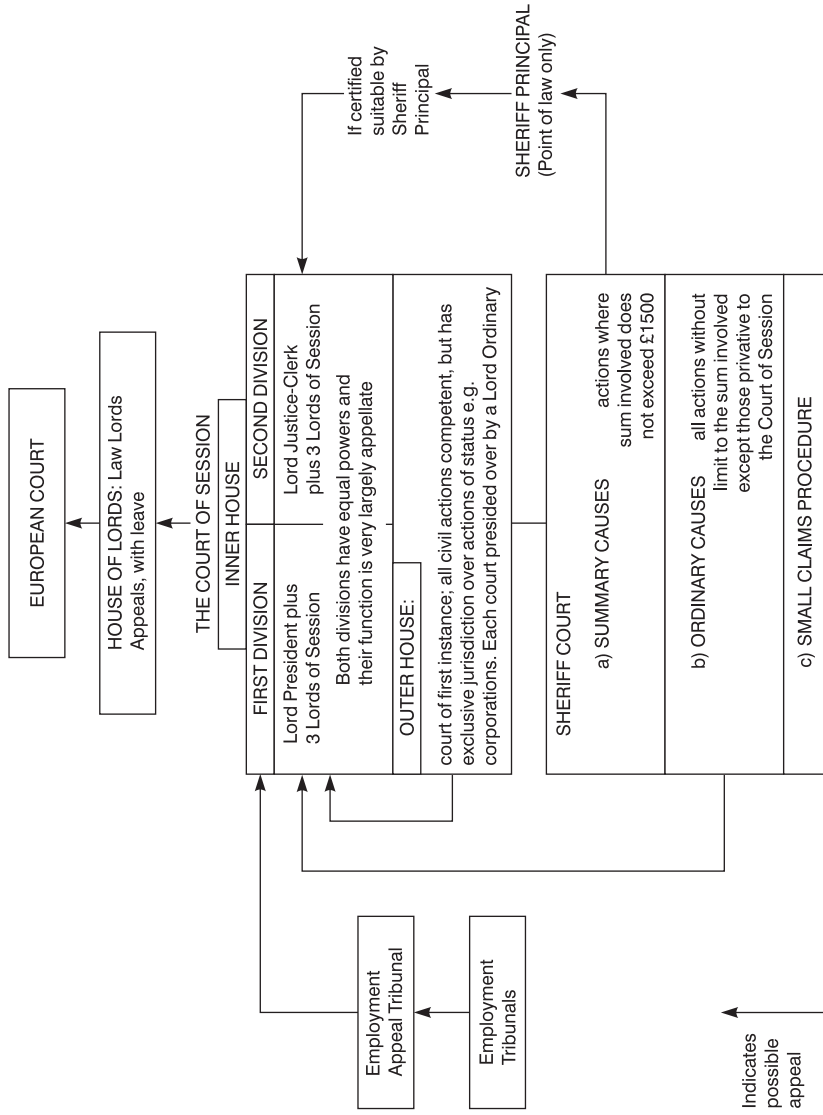 EUROPEAN COURT
HOUSE OF LORDS: Law Lords
Appeals, with leave
THE COURT OF SESSION
INNER HOUSE
FIRST DIVISION
SECOND DIVISION
Lord President plus
3 Lords of Session
Lord Justice-Clerk
plus 3 Lords of Session
Both divisions have equal powers and
their function is very largely appellate
OUTER HOUSE:
court of first instance; all civil actions competent, but has
exclusive jurisdiction over actions of status e.g.
corporations. Each court presided over by a Lord Ordinary
If certified
suitable by
Sheriff
Principal
SHERIFF PRINCIPAL
(Point of law only)
Employment
Appeal Tribunal
Employment
Tribunals
SHERIFF COURT
a) SUMMARY CAUSES actions where
sum involved does
not exceed £1500
b) ORDINARY CAUSES all actions without
limit to the sum involved
except those privative to
the Court of Session
c) SMALL CLAIMS PROCEDURE
Indicates
possible
appeal